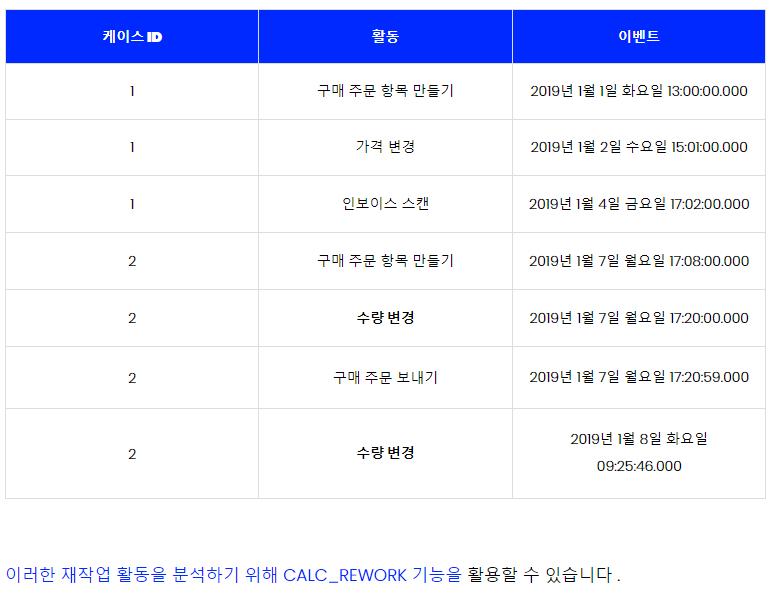 케이스 ID 활동 이벤트
1 구매 주문 항목 만들기 2019년 1월 1일 화요일 13:00:00.000
1 가격 변경 2019년 1월 2일 수요일 15:01:00.000
1 인보이스 스캔 2019년 1월 4일 금요일 17:02:00.000
2 구매 주문 항목 만들기 2019년 1월 7일 월요일 17:08:00.000
2 수량 변경 2019년 1월 7일 월요일 17:20:00.000
2 구매 주문 보내기 2019년 1월 7일 월요일 17:20:59.000
2 수량 변경 2019년 1월 8일 화요일
09:25:46.000
이러한 재작업 활동을 분석하기 위해 CALC_REWORK 기능을 활용할 수 있습니다 .